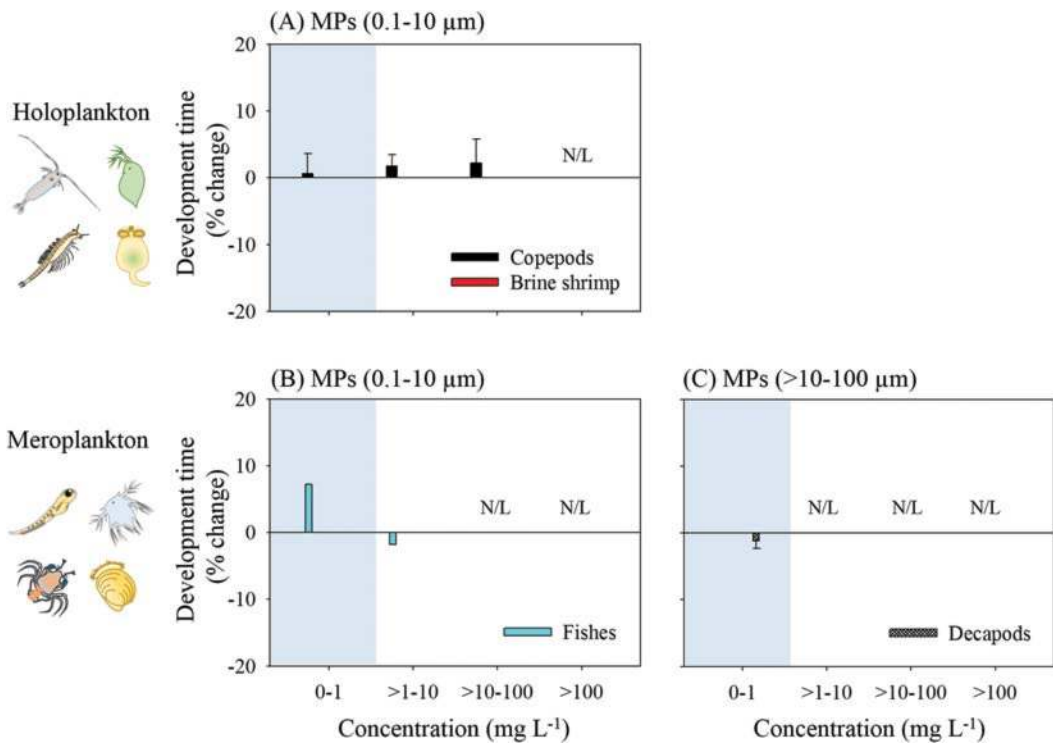 (A) MPs (0.1-10 µm)
Holoplankton
Development time
(% change)
20
10
0
-10
-20
N/L
Copepods
Brine shrimp
(B) MPs (0.1-10 µm)
(C) MPs (>10-100 µm)
Meroplankton
Development time
(% change)
20
10
0
-10
-20
N/L N/L
N/L N/L N/L
Fishes
Decapods
0-1 >1-10 >10-100 >100
0-1 >1-10 >10-100 >100
Concentration (mg L⁻¹)
Concentration (mg L⁻¹)